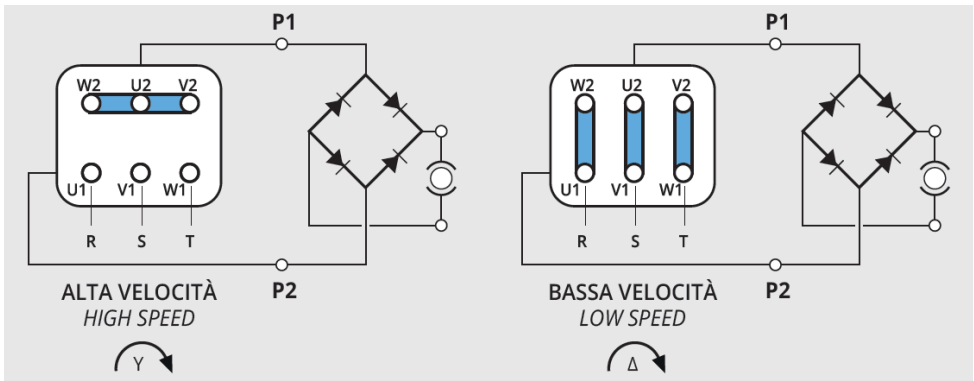 P1
W2 U2 V2
U1 V1 W1
R S T
P2
ALTA VELOCITÀ
HIGH SPEED
Y
P1
W2 U2 V2
U1 V1 W1
R S T
P2
BASSA VELOCITÀ
LOW SPEED
Δ